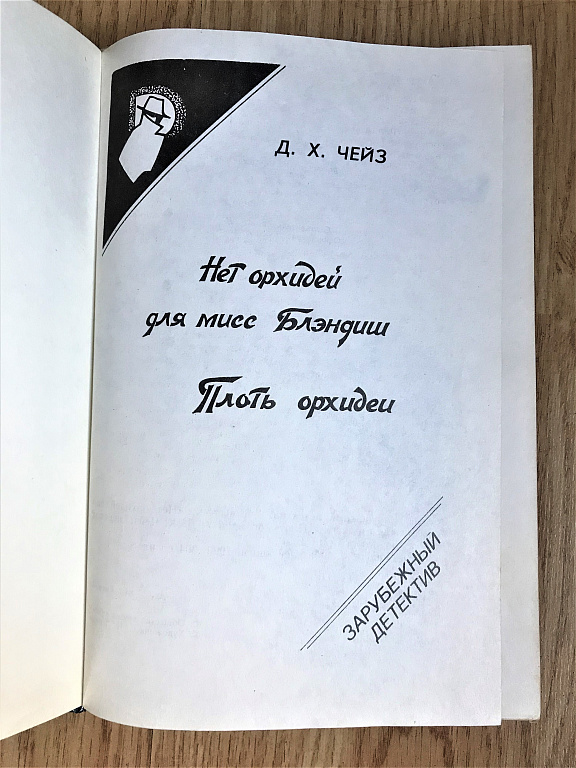 Д. Х. ЧЕЙЗ
Нет орхидей
для мисс Блэндиш
Плоть орхидеи
ЗАРУБЕЖНЫЙ
ДЕТЕКТИВ